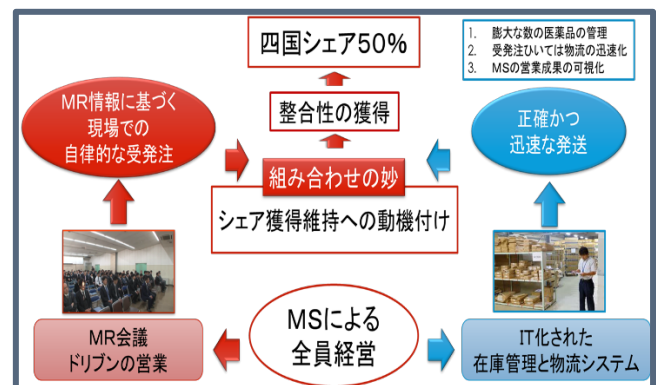 四国シェア50%
1. 膨大な数の医薬品の管理
2. 受発注ひいては物流の迅速化
3. MSの営業成果の可視化
MR情報に基づく
現場での
自律的な受発注
整合性の獲得
正確かつ
迅速な発送
組み合わせの妙
シェア獲得維持への動機付け
MSによる
全員経営
MR会議
ドリブンの営業
IT化された
在庫管理と物流システム